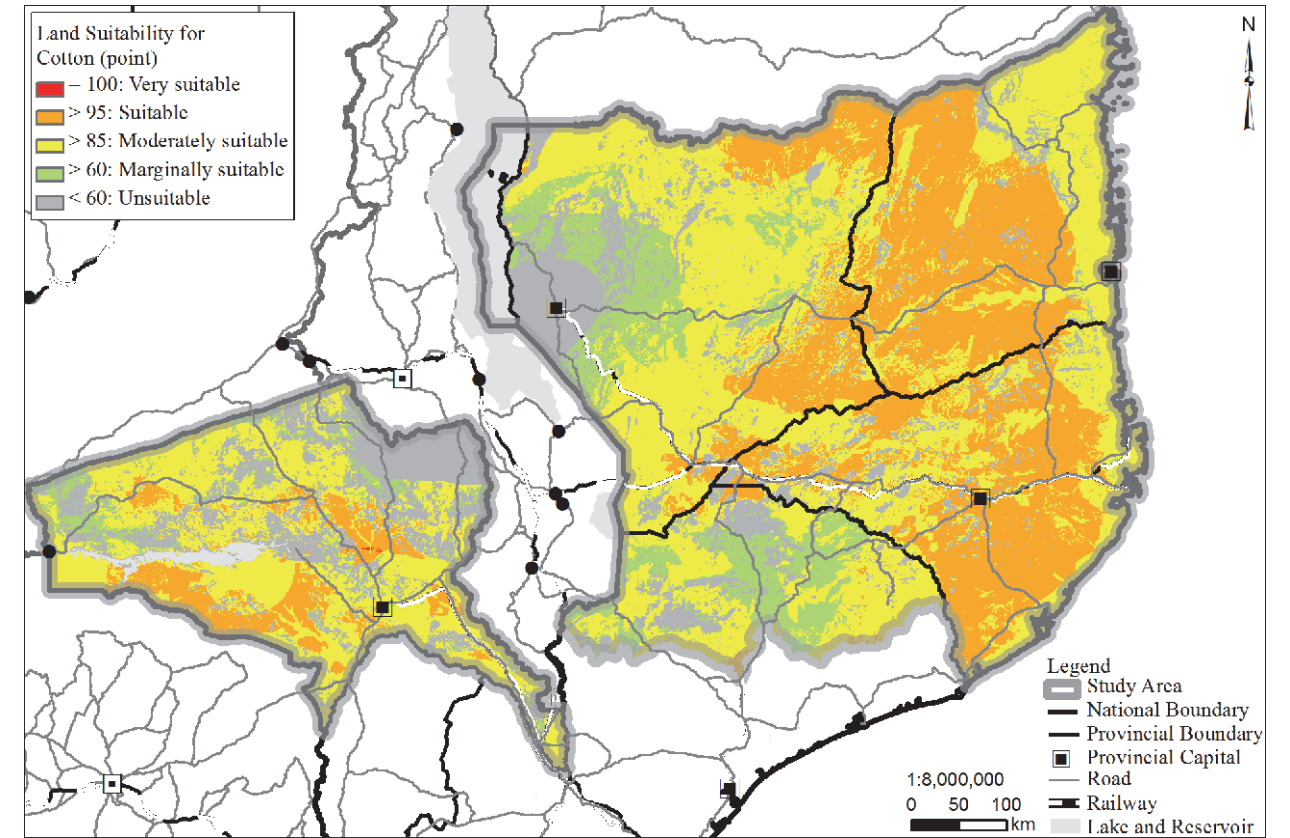 Land Suitability for
Cotton (point)
– 100: Very suitable
> 95: Suitable
> 85: Moderately suitable
> 60: Marginally suitable
< 60: Unsuitable
N
Legend
Study Area
National Boundary
Provincial Boundary
Provincial Capital
Road
Railway
Lake and Reservoir
1:8,000,000
0 50 100
km